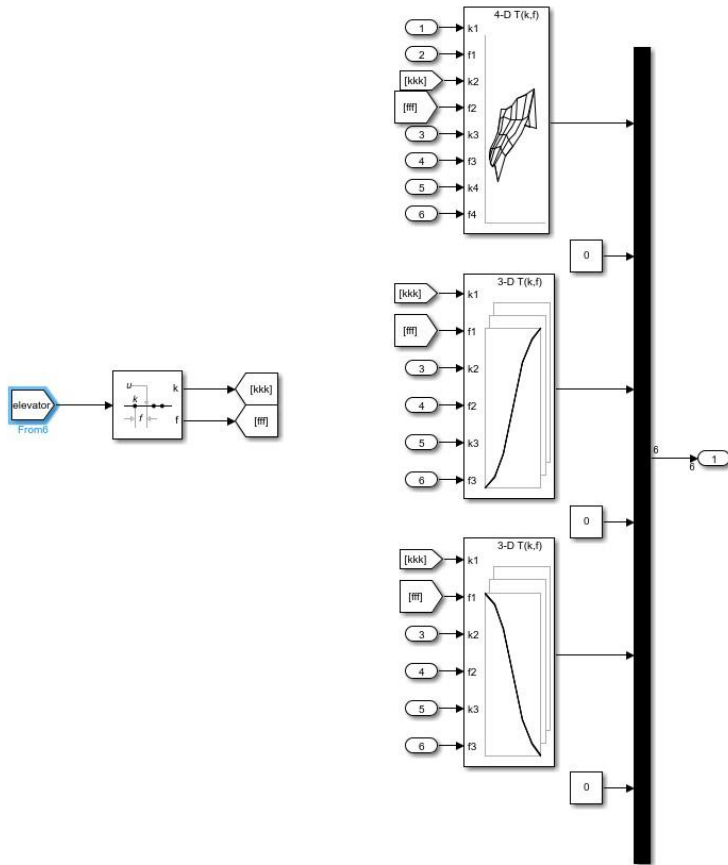 4-D T(k,f)
1
k1
2
f1
[kkk]
k2
[fff]
f2
3
k3
4
f3
5
k4
6
f4
0
3-D T(k,f)
[kkk]
k1
[fff]
f1
3
k2
4
f2
5
k3
6
f3
elevator
From6
u
k
f
k
f
[kkk]
[fff]
6
6
1
0
3-D T(k,f)
[kkk]
k1
[fff]
f1
3
k2
4
f2
5
k3
6
f3
0